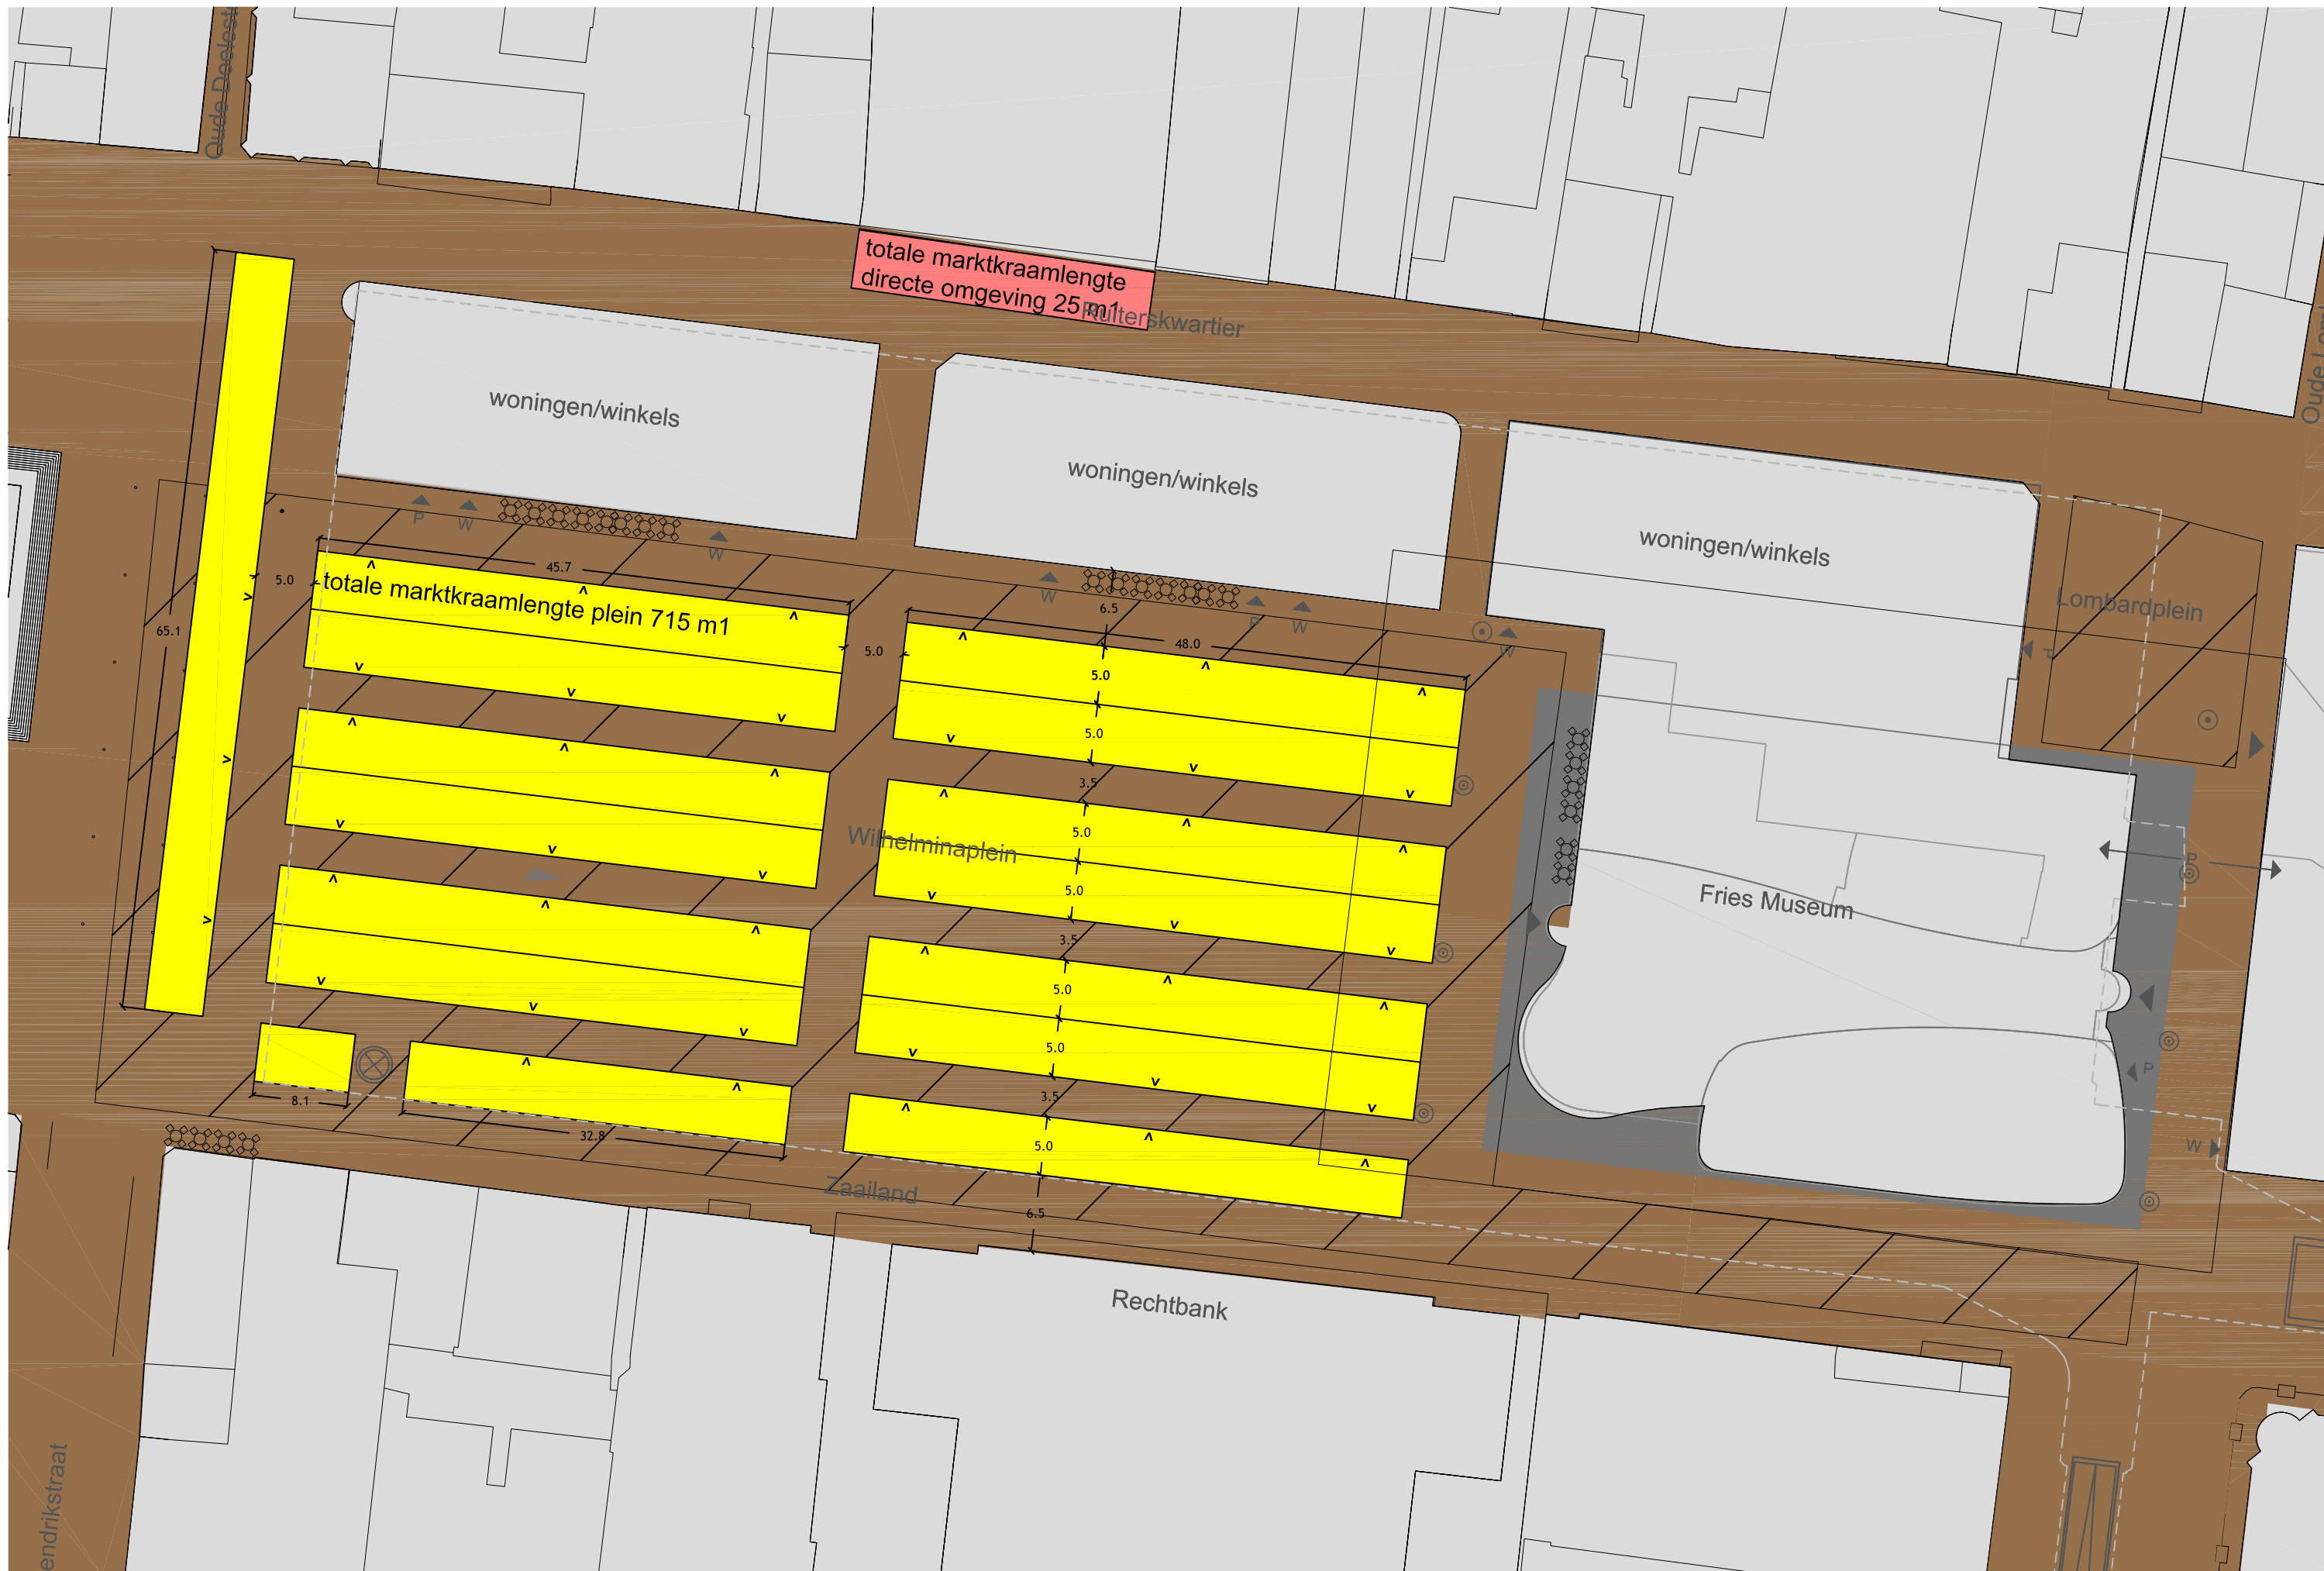 Oude Doelest
totale marktkraamlengte
directe omgeving 25 m1
Ruiterskwartier
woningen/winkels
woningen/winkels
woningen/winkels
Lombardplein
P
W
W
W
P
W
W
P
45.7
5.0
totale marktkraamlengte plein 715 m1
65.1
6.5
48.0
5.0
5.0
5.0
3.5
Wilhelminaplein
5.0
5.0
3.5
Fries Museum
P
5.0
5.0
3.5
P
W
8.1
32.8
5.0
Zaailand
6.5
Rechtbank
endrikstraat